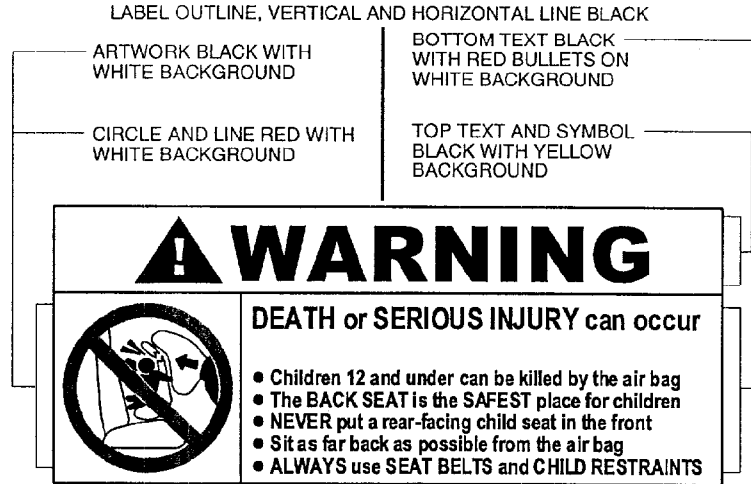 LABEL OUTLINE, VERTICAL AND HORIZONTAL LINE BLACK
ARTWORK BLACK WITH
WHITE BACKGROUND
BOTTOM TEXT BLACK
WITH RED BULLETS ON
WHITE BACKGROUND
CIRCLE AND LINE RED WITH
WHITE BACKGROUND
TOP TEXT AND SYMBOL
BLACK WITH YELLOW
BACKGROUND
! WARNING
DEATH or SERIOUS INJURY can occur
• Children 12 and under can be killed by the air bag
• The BACK SEAT is the SAFEST place for children
• NEVER put a rear-facing child seat in the front
• Sit as far back as possible from the air bag
• ALWAYS use SEAT BELTS and CHILD RESTRAINTS